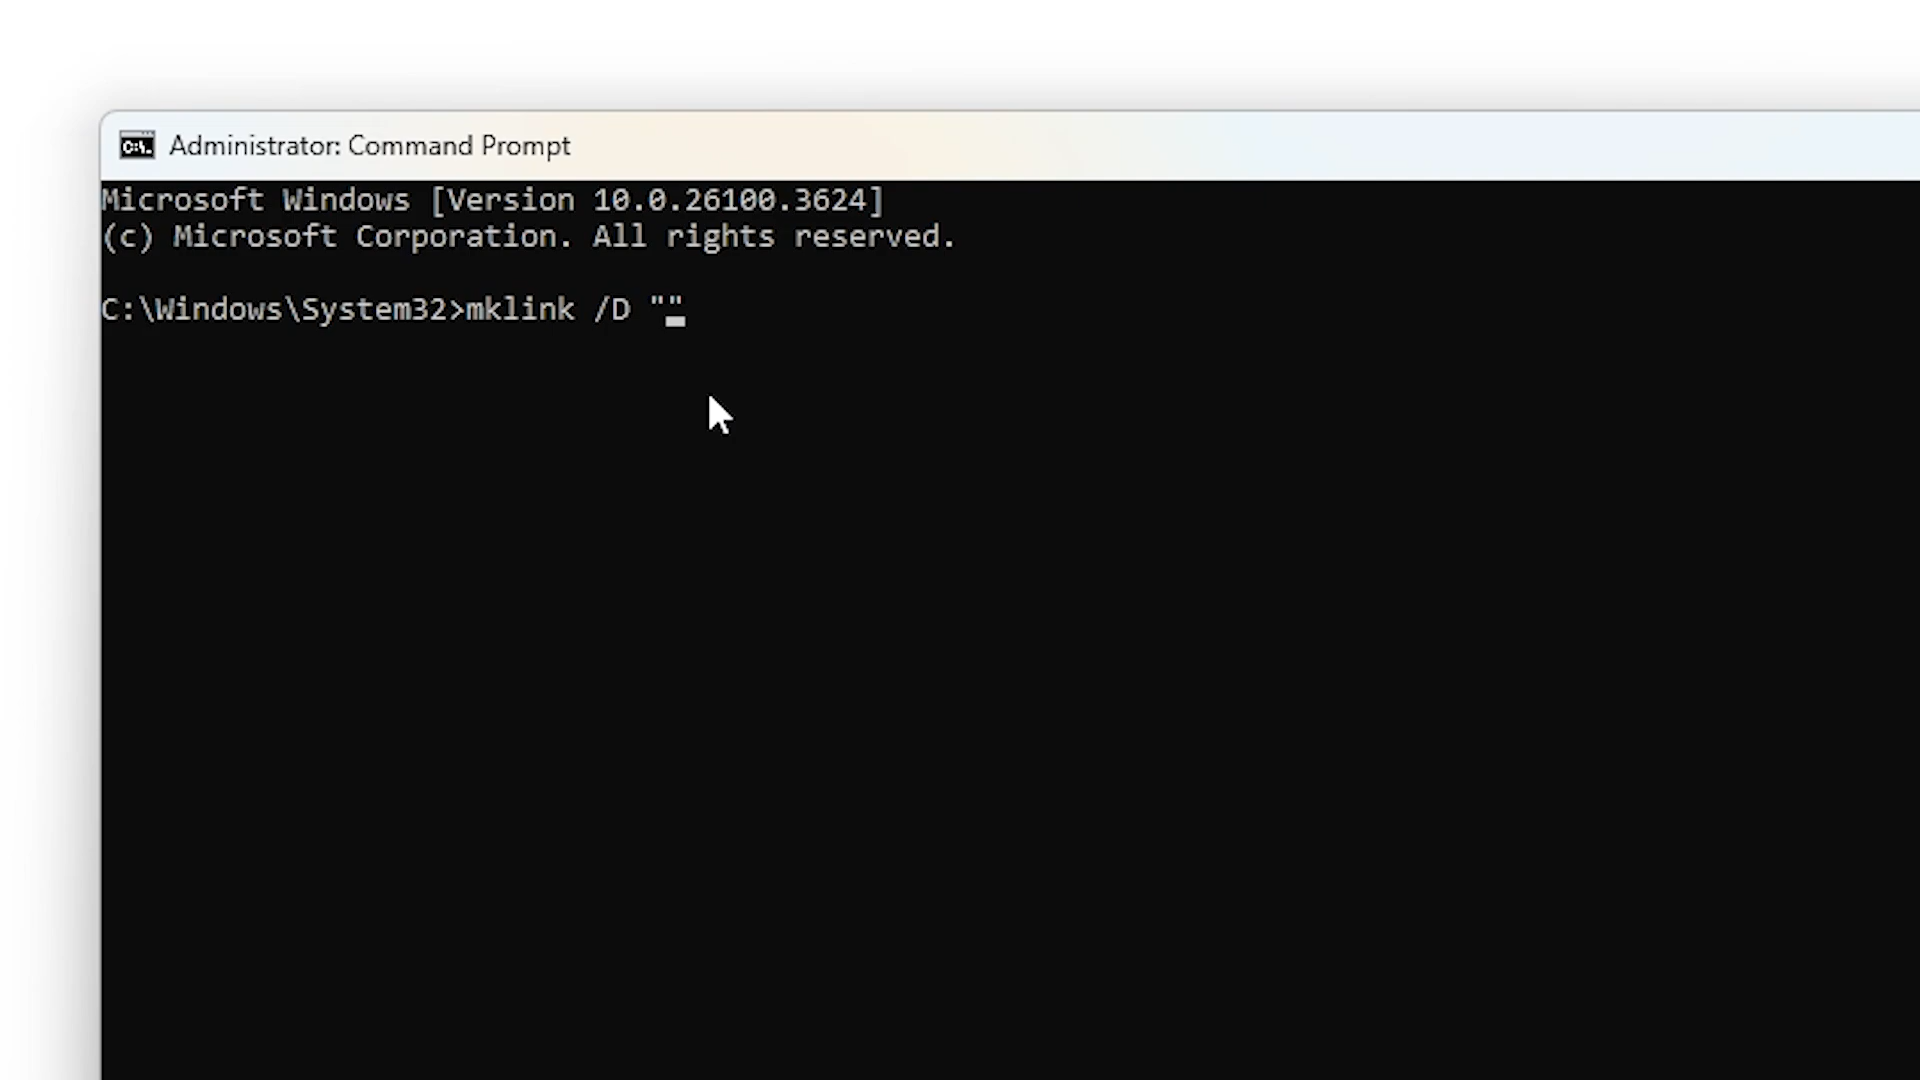 Administrator: Command Prompt
Microsoft Windows [Version 10.0.26100.3624]
(c) Microsoft Corporation. All rights reserved.
C:\Windows\System32>mklink /D ""